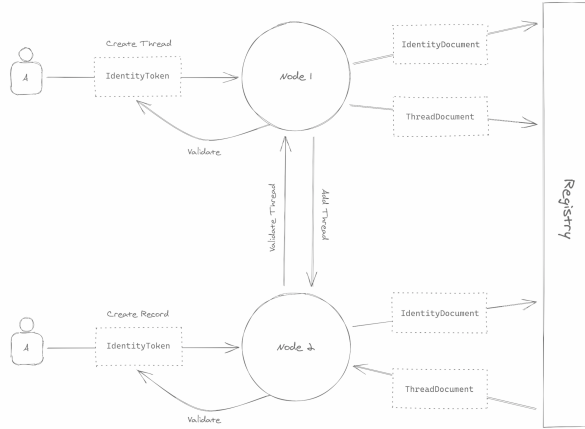 Create Thread
A
IdentityToken
Node 1
IdentityDocument
ThreadDocument
Validate
Registry
Validate Thread
Add Thread
Create Record
A
IdentityToken
Node 2
IdentityDocument
ThreadDocument
Validate